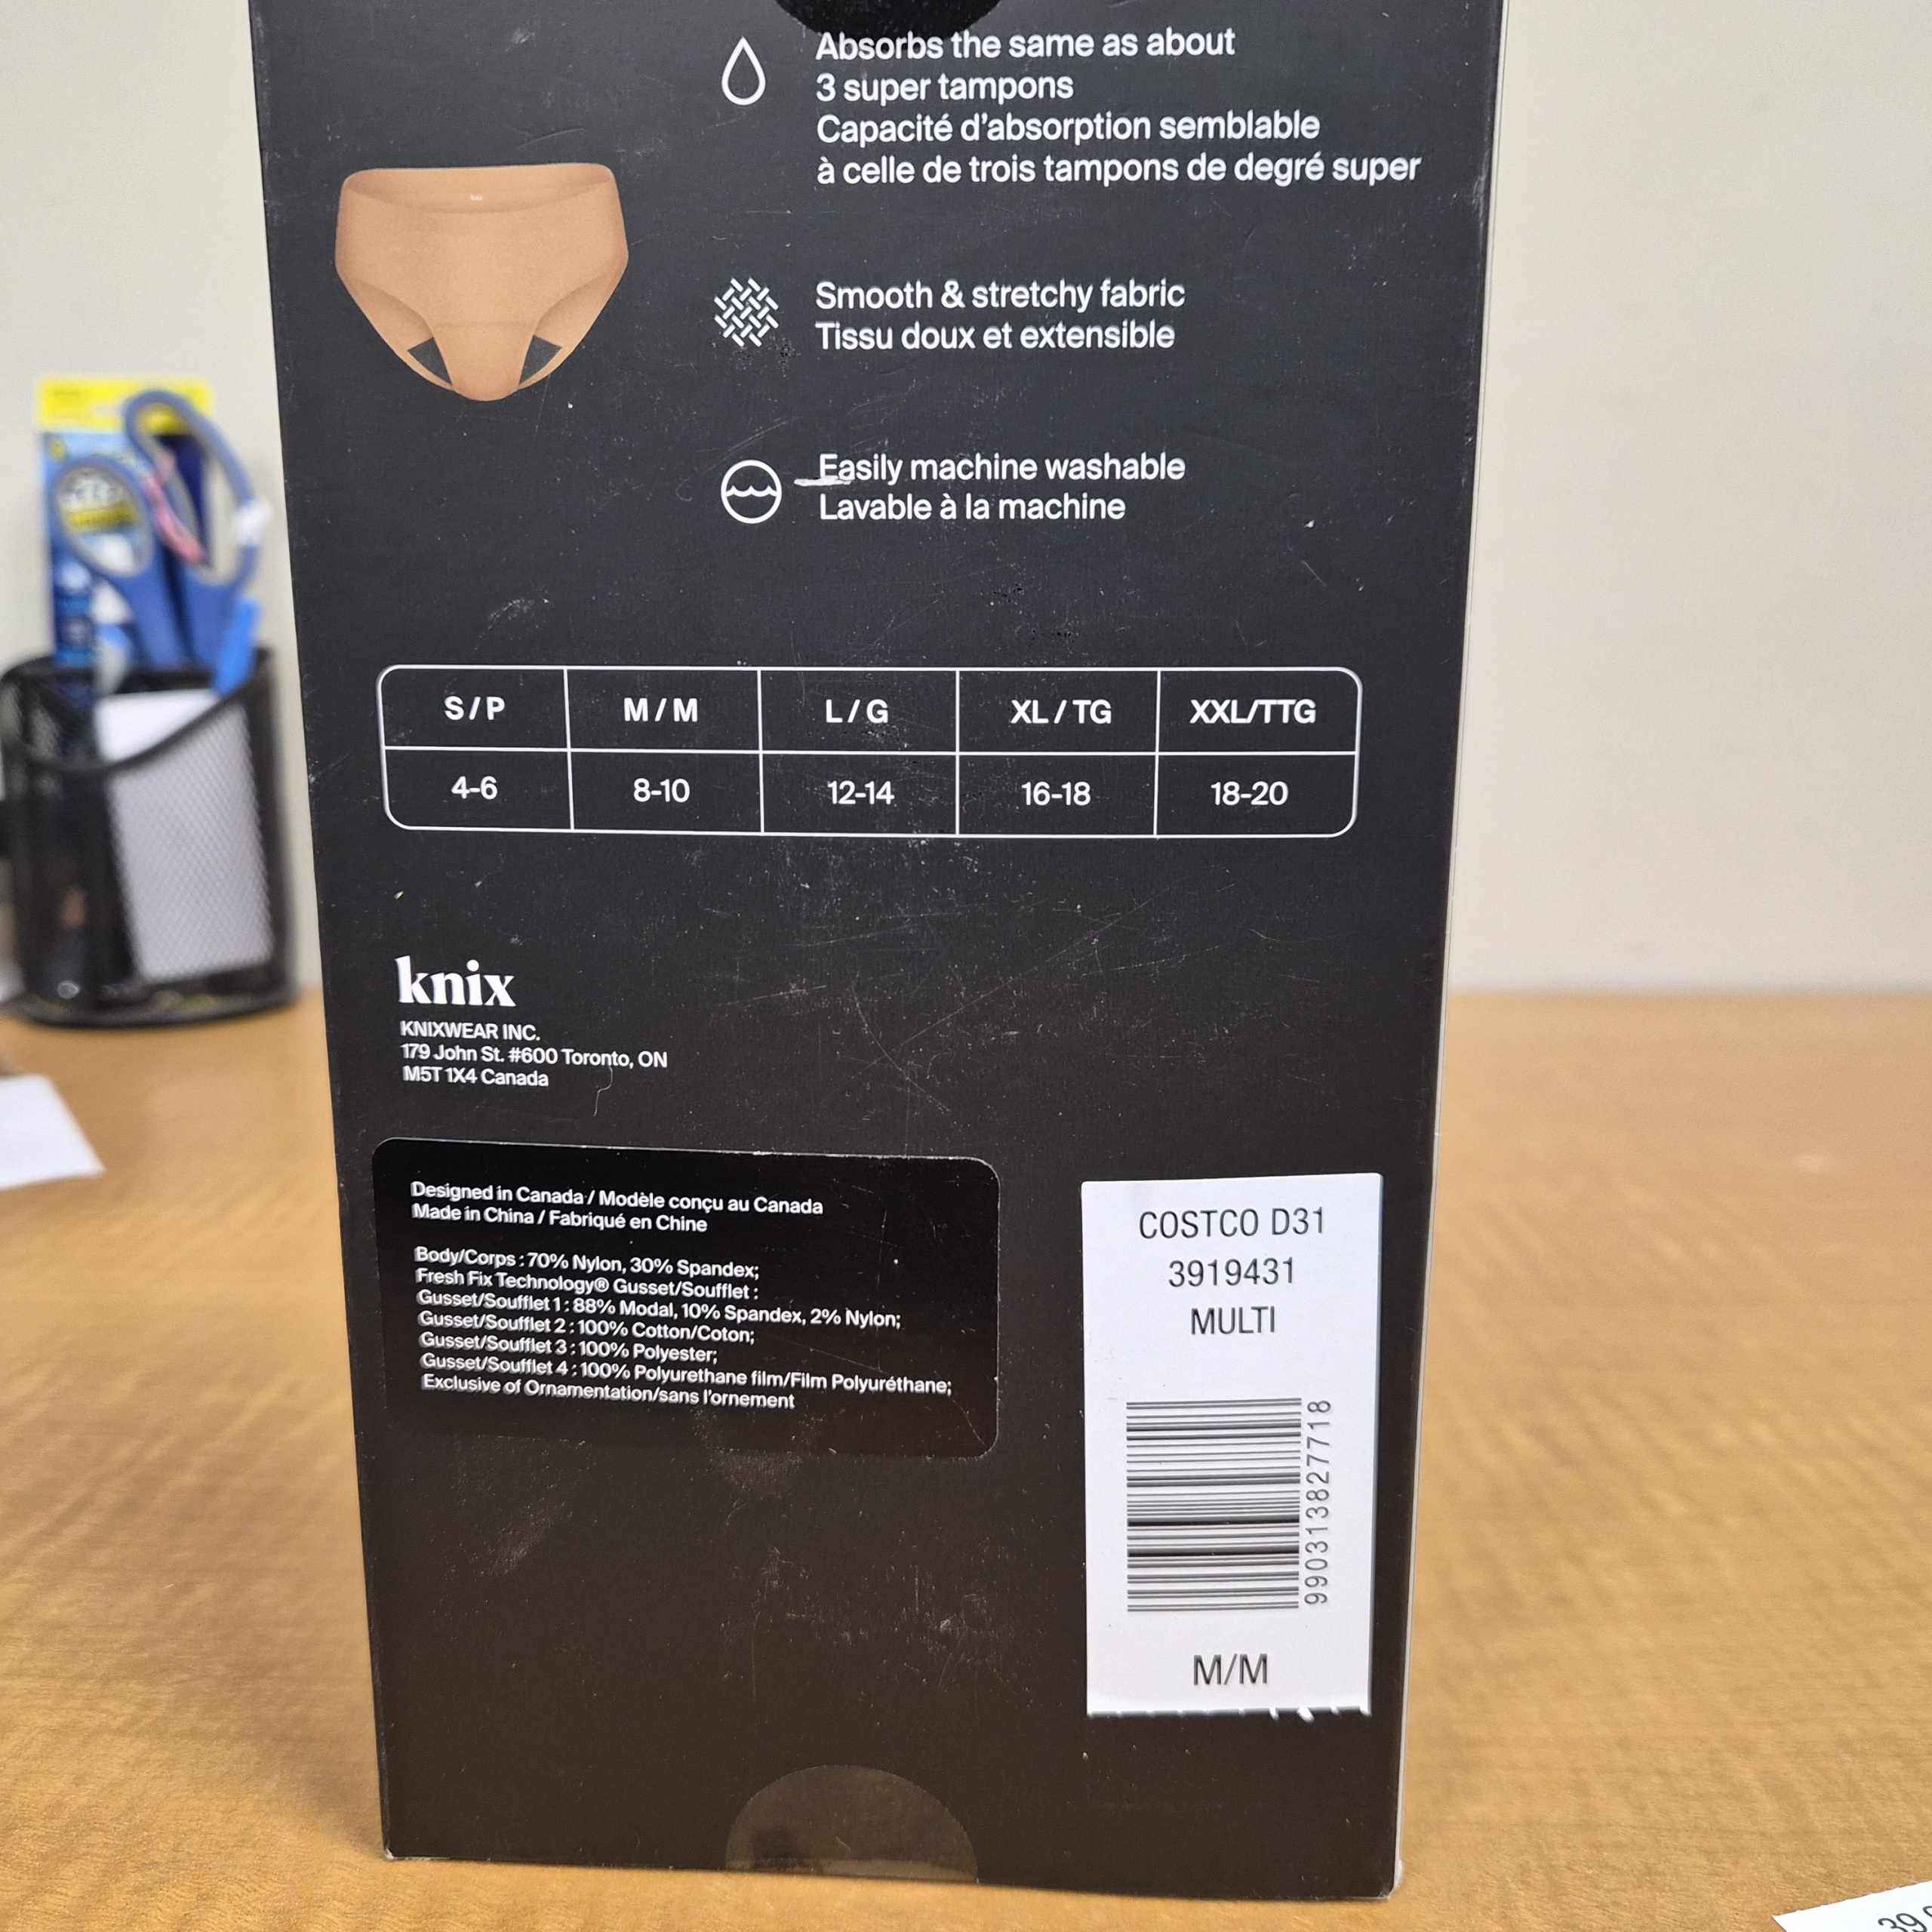 Absorbs the same as about
3 super tampons
Capacité d'absorption semblable
à celle de trois tampons de degré super
Smooth & stretchy fabric
Tissu doux et extensible
Easily machine washable
Lavable à la machine
S/P M/M L/G XL/TG XXL/TTG
4-6 8-10 12-14 16-18 18-20
knix
KNIXWEAR INC.
179 John St. #600 Toronto, ON
M5T 1X4 Canada
Designed in Canada / Modèle conçu au Canada
Made in China / Fabriqué en Chine
Body/Corps : 70% Nylon, 30% Spandex;
Fresh Fix Technology® Gusset/Soufflet :
Gusset/Soufflet 1 : 88% Modal, 10% Spandex, 2% Nylon;
Gusset/Soufflet 2 : 100% Cotton/Coton;
Gusset/Soufflet 3 : 100% Polyester;
Gusset/Soufflet 4 : 100% Polyurethane film/Film Polyuréthane;
Exclusive of Ornamentation/sans l'ornement
COSTCO D31
3919431
MULTI
99031382​7718
M/M